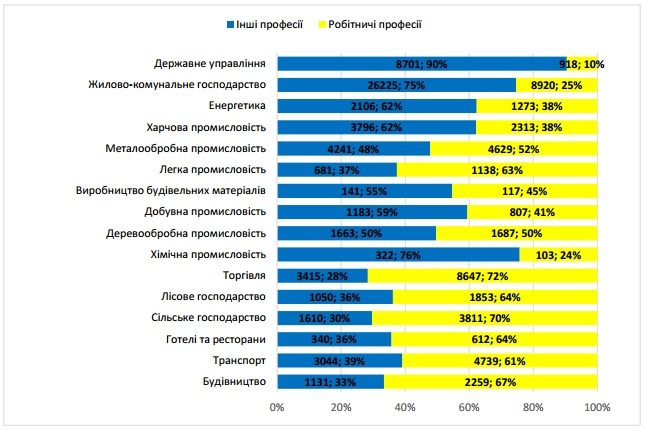 Інші професії Робітничі професії
Державне управління 8701; 90% 918; 10%
Жилово-комунальне господарство 26225; 75% 8920; 25%
Енергетика 2106; 62% 1273; 38%
Харчова промисловість 3796; 62% 2313; 38%
Металообробна промисловість 4241; 48% 4629; 52%
Легка промисловість 681; 37% 1138; 63%
Виробництво будівельних матеріалів 141; 55% 117; 45%
Добувна промисловість 1183; 59% 807; 41%
Деревообробна промисловість 1663; 50% 1687; 50%
Хімічна промисловість 322; 76% 103; 24%
Торгівля 3415; 28% 8647; 72%
Лісове господарство 1050; 36% 1853; 64%
Сільське господарство 1610; 30% 3811; 70%
Готелі та ресторани 340; 36% 612; 64%
Транспорт 3044; 39% 4739; 61%
Будівництво 1131; 33% 2259; 67%
0% 20% 40% 60% 80% 100%